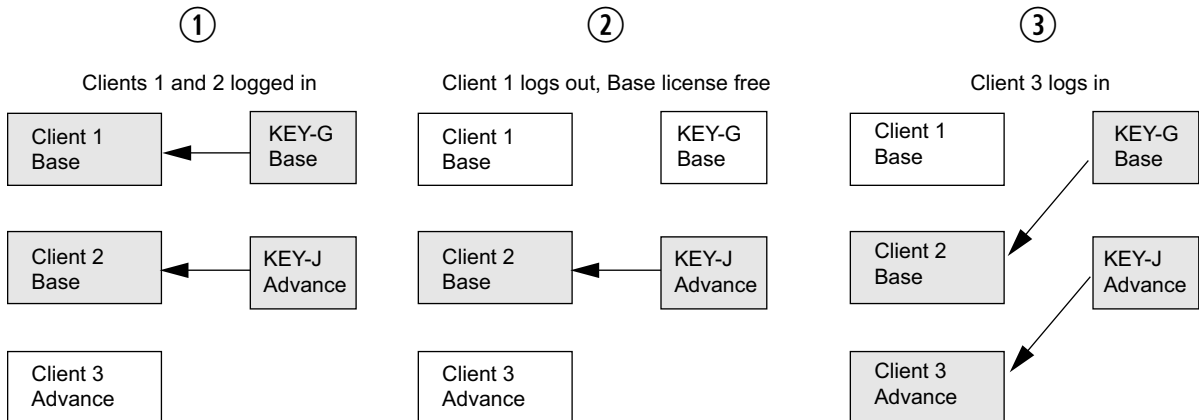 ①
Clients 1 and 2 logged in
Client 1
Base
KEY-G
Base
Client 2
Base
KEY-J
Advance
Client 3
Advance
②
Client 1 logs out, Base license free
Client 1
Base
KEY-G
Base
Client 2
Base
KEY-J
Advance
Client 3
Advance
③
Client 3 logs in
Client 1
Base
KEY-G
Base
Client 2
Base
KEY-J
Advance
Client 3
Advance